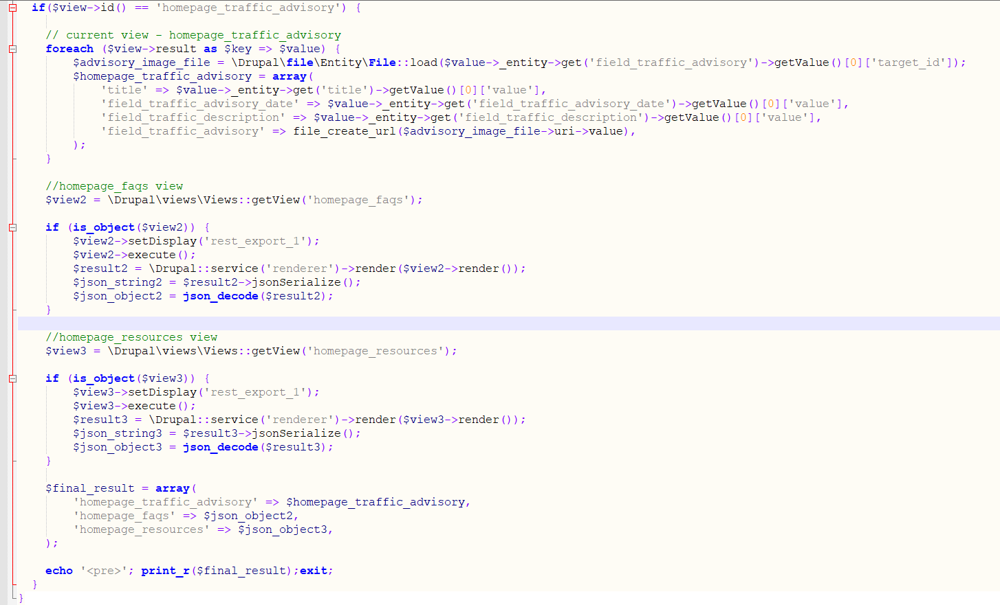 if($view->id() == 'homepage_traffic_advisory') {
// current view - homepage_traffic_advisory
foreach ($view->result as $key => $value) {
$advisory_image_file = \Drupal\file\Entity\File::load($value->_entity->get('field_traffic_advisory')->getValue()[0]['target_id']);
$homepage_traffic_advisory = array(
'title' => $value->_entity->get('title')->getValue()[0]['value'],
'field_traffic_advisory_date' => $value->_entity->get('field_traffic_advisory_date')->getValue()[0]['value'],
'field_traffic_description' => $value->_entity->get('field_traffic_description')->getValue()[0]['value'],
'field_traffic_advisory' => file_create_url($advisory_image_file->uri->value),
);
}
//homepage_faqs view
$view2 = \Drupal\views\Views::getView('homepage_faqs');
if (is_object($view2)) {
$view2->setDisplay('rest_export_1');
$view2->execute();
$result2 = \Drupal::service('renderer')->render($view2->render());
$json_string2 = $result2->jsonSerialize();
$json_object2 = json_decode($result2);
}
//homepage_resources view
$view3 = \Drupal\views\Views::getView('homepage_resources');
if (is_object($view3)) {
$view3->setDisplay('rest_export_1');
$view3->execute();
$result3 = \Drupal::service('renderer')->render($view3->render());
$json_string3 = $result3->jsonSerialize();
$json_object3 = json_decode($result3);
}
$final_result = array(
'homepage_traffic_advisory' => $homepage_traffic_advisory,
'homepage_faqs' => $json_object2,
'homepage_resources' => $json_object3,
);
echo '<pre>'; print_r($final_result);exit;
}
}